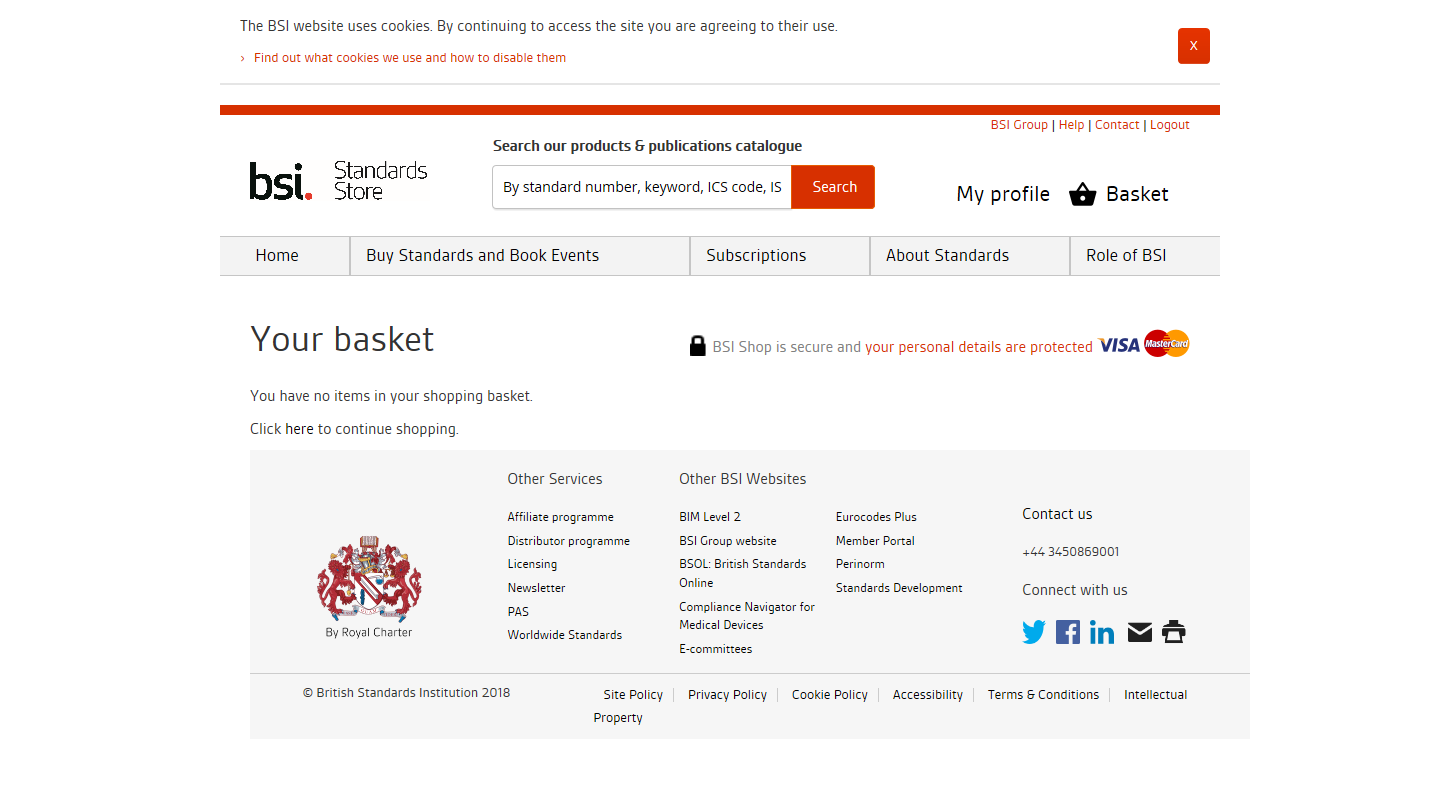 The BSI website uses cookies. By continuing to access the site you are agreeing to their use.
› Find out what cookies we use and how to disable them
X
BSI Group | Help | Contact | Logout
Search our products & publications catalogue
bsi. Standards
Store
By standard number, keyword, ICS code, IS
Search
My profile
Basket
Home
Buy Standards and Book Events
Subscriptions
About Standards
Role of BSI
Your basket
BSI Shop is secure and your personal details are protected
VISA
MasterCard
You have no items in your shopping basket.
Click here to continue shopping.
By Royal Charter
Other Services
Affiliate programme
Distributor programme
Licensing
Newsletter
PAS
Worldwide Standards
Other BSI Websites
BIM Level 2
BSI Group website
BSOL: British Standards
Online
Compliance Navigator for
Medical Devices
E-committees
Eurocodes Plus
Member Portal
Perinorm
Standards Development
Contact us
+44 3450869001
Connect with us
© British Standards Institution 2018
Site Policy
Privacy Policy
Cookie Policy
Accessibility
Terms & Conditions
Intellectual
Property